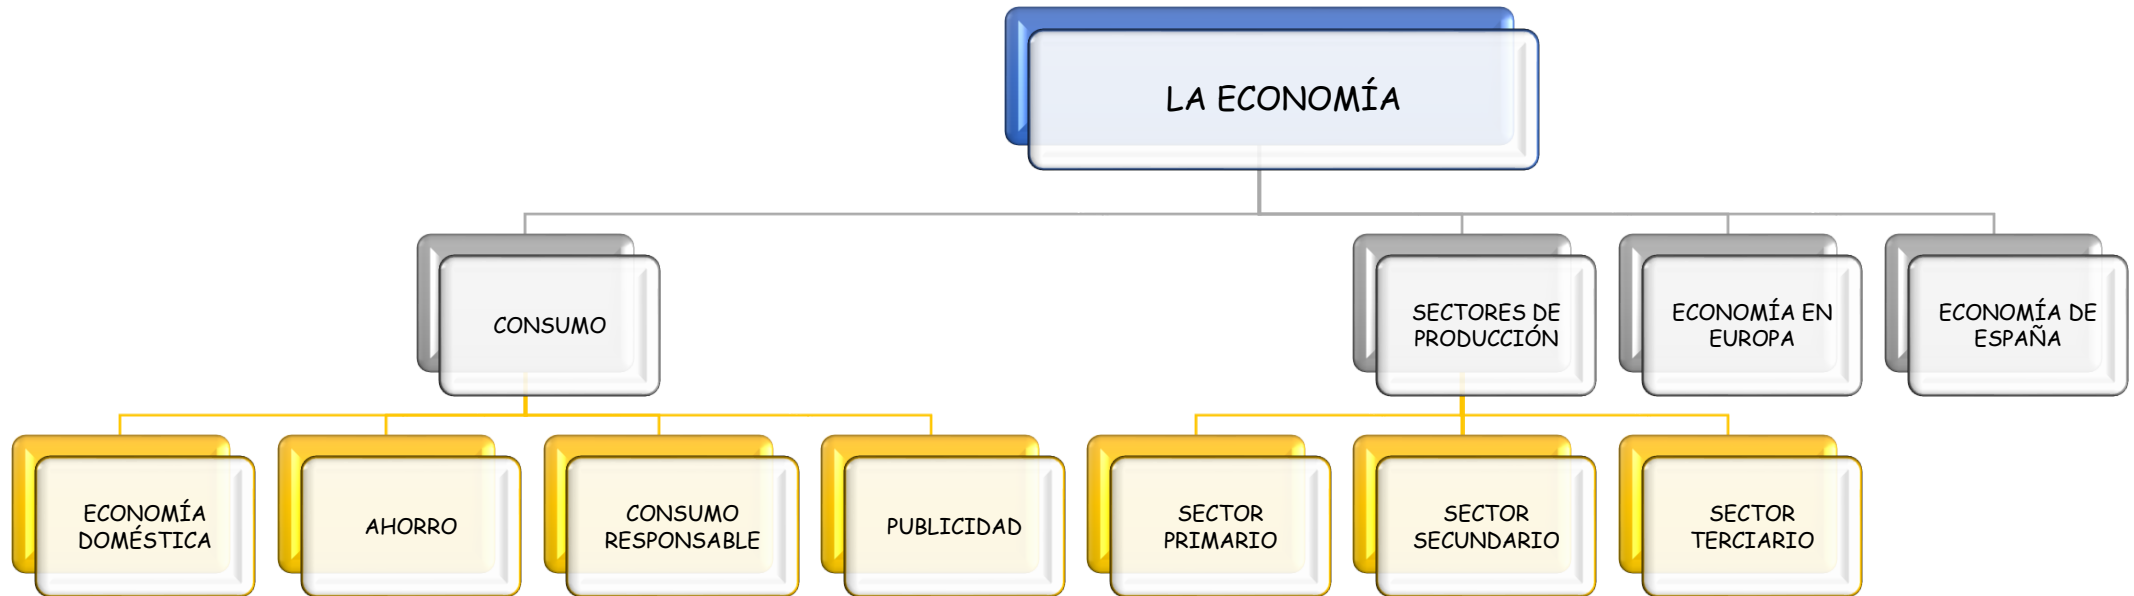 LA ECONOMÍA
CONSUMO
SECTORES DE
PRODUCCIÓN
ECONOMÍA EN
EUROPA
ECONOMÍA DE
ESPAÑA
ECONOMÍA
DOMÉSTICA
AHORRO
CONSUMO
RESPONSABLE
PUBLICIDAD
SECTOR
PRIMARIO
SECTOR
SECUNDARIO
SECTOR
TERCIARIO